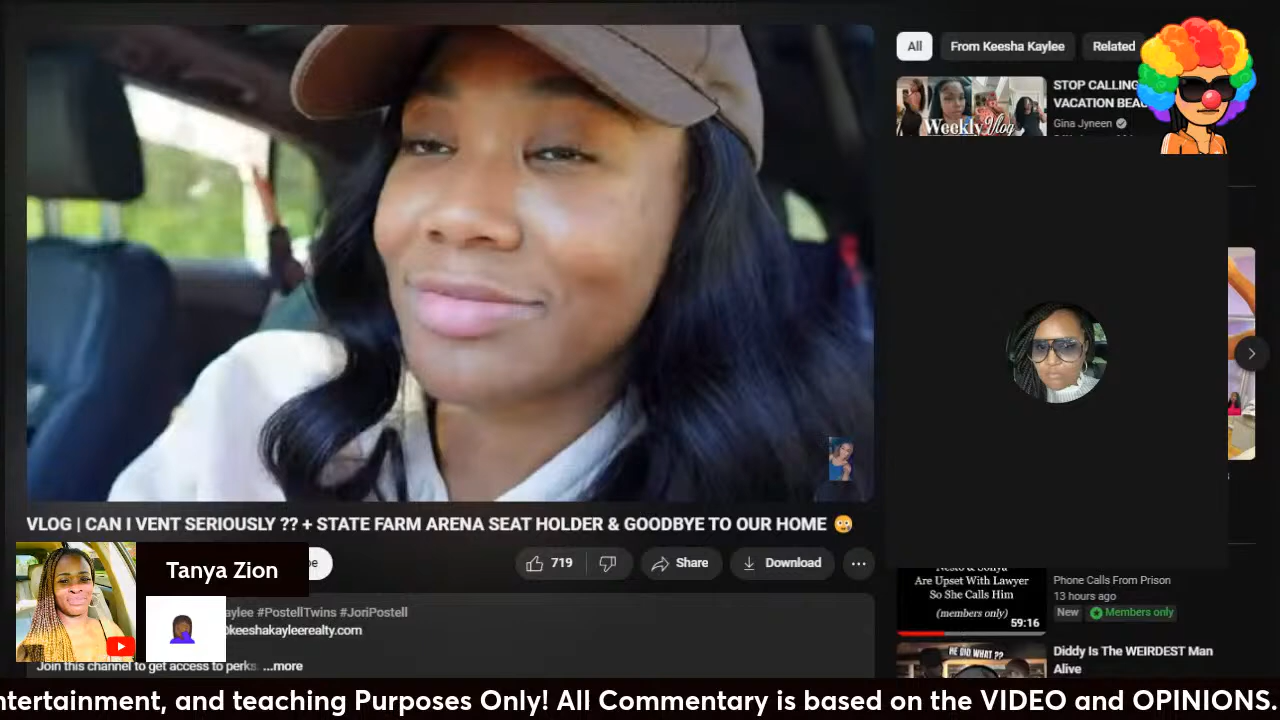 All
From Keesha Kaylee
Related
STOP CALLING
VACATION
Gina Jyneen
Weekly Vlog
VLOG | CAN I VENT SERIOUSLY ?? + STATE FARM ARENA SEAT HOLDER & GOODBYE TO OUR HOME 😳
719
Share
Download
...
Tanya Zion
#PostellTwins #JoriPostell
keeshakayleerealty.com
Join this channel to get access to perks. ...more
Are Upset With Lawyer
So She Calls Him
(members only)
59:16
Phone Calls From Prison
13 hours ago
New
Members only
HE DID WHAT ??
Diddy Is The WEIRDEST Man
Alive
ntertainment, and teaching Purposes Only! All Commentary is based on the VIDEO and OPINIONS.